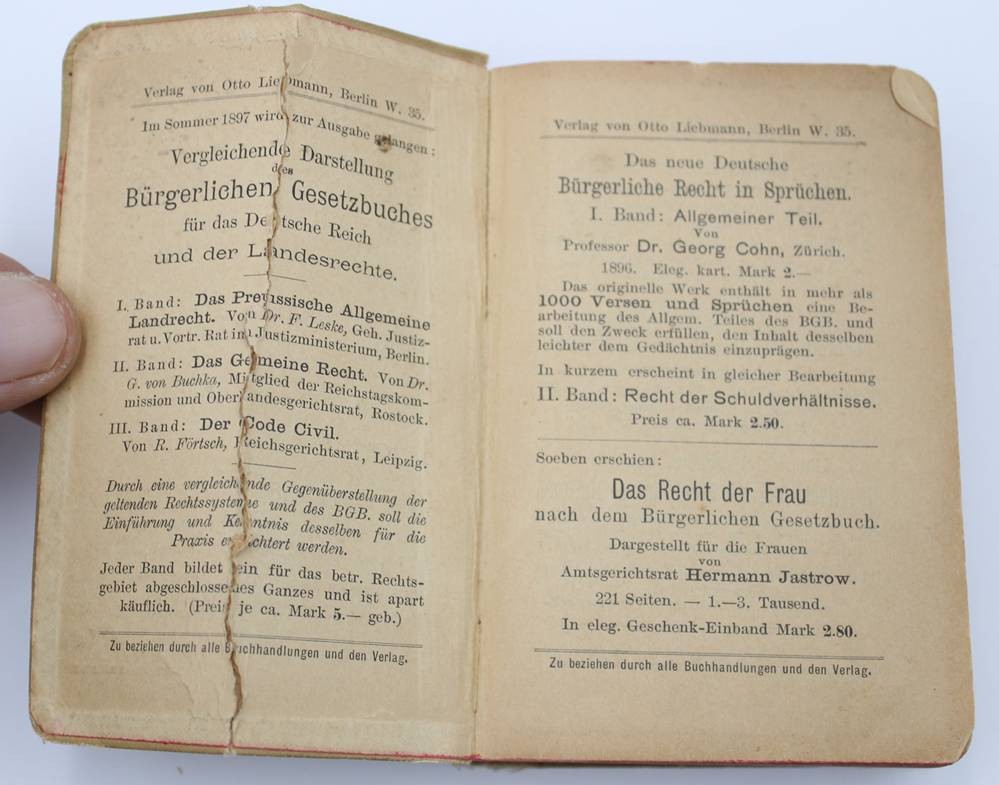 Verlag von Otto Liebmann, Berlin W. 35.
Im Sommer 1897 wird zur Ausgabe gelangen:
Vergleichende Darstellung
des
Bürgerlichen Gesetzbuches
für das Deutsche Reich
und der Landesrechte.
I. Band: Das Preussische Allgemeine
Landrecht. Von Dr. F. Leske, Geh. Justiz-
rat u. Vortr. Rat im Justizministerium, Berlin.
II. Band: Das Gemeine Recht. Von Dr.
G. von Buchka, Mitglied der Reichstagskom-
mission und Oberlandesgerichtsrat, Rostock.
III. Band: Der Code Civil.
Von R. Förtsch, Reichsgerichtsrat, Leipzig.
Durch eine vergleichende Gegenüberstellung der
geltenden Rechtssysteme und des BGB. soll die
Einführung und Kenntnis desselben für die
Praxis erleichtert werden.
Jeder Band bildet ein für das betr. Rechts-
gebiet abgeschlossenes Ganzes und ist apart
käuflich. (Preis je ca. Mark 5.— geb.)
Zu beziehen durch alle Buchhandlungen und den Verlag.
Verlag von Otto Liebmann, Berlin W. 35.
Das neue Deutsche
Bürgerliche Recht in Sprüchen.
I. Band: Allgemeiner Teil.
Von
Professor Dr. Georg Cohn, Zürich.
1896. Eleg. kart. Mark 2.—
Das originelle Werk enthält in mehr als
1000 Versen und Sprüchen eine Be-
arbeitung des Allgem. Teiles des BGB. und
soll den Zweck erfüllen, den Inhalt desselben
leichter dem Gedächtnis einzuprägen.
In kurzem erscheint in gleicher Bearbeitung
II. Band: Recht der Schuldverhältnisse.
Preis ca. Mark 2.50.
Soeben erschien:
Das Recht der Frau
nach dem Bürgerlichen Gesetzbuch.
Dargestellt für die Frauen
von
Amtsgerichtsrat Hermann Jastrow.
221 Seiten. — 1.—3. Tausend.
In eleg. Geschenk-Einband Mark 2.80.
Zu beziehen durch alle Buchhandlungen und den Verlag.